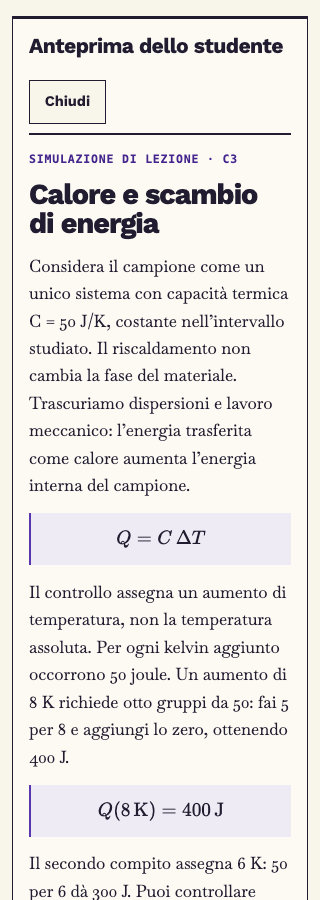 Anteprima dello studente
Chiudi
SIMULAZIONE DI LEZIONE · C3
Calore e scambio
di energia
Considera il campione come un
unico sistema con capacità termica
C = 50 J/K, costante nell’intervallo
studiato. Il riscaldamento non
cambia la fase del materiale.
Trascuriamo dispersioni e lavoro
meccanico: l’energia trasferita
come calore aumenta l’energia
interna del campione.
Q = C ΔT
Il controllo assegna un aumento di
temperatura, non la temperatura
assoluta. Per ogni kelvin aggiunto
occorrono 50 joule. Un aumento di
8 K richiede otto gruppi da 50: fai 5
per 8 e aggiungi lo zero, ottenendo
400 J.
Q(8 K) = 400 J
Il secondo compito assegna 6 K: 50
per 6 dà 300 J. Puoi controllare